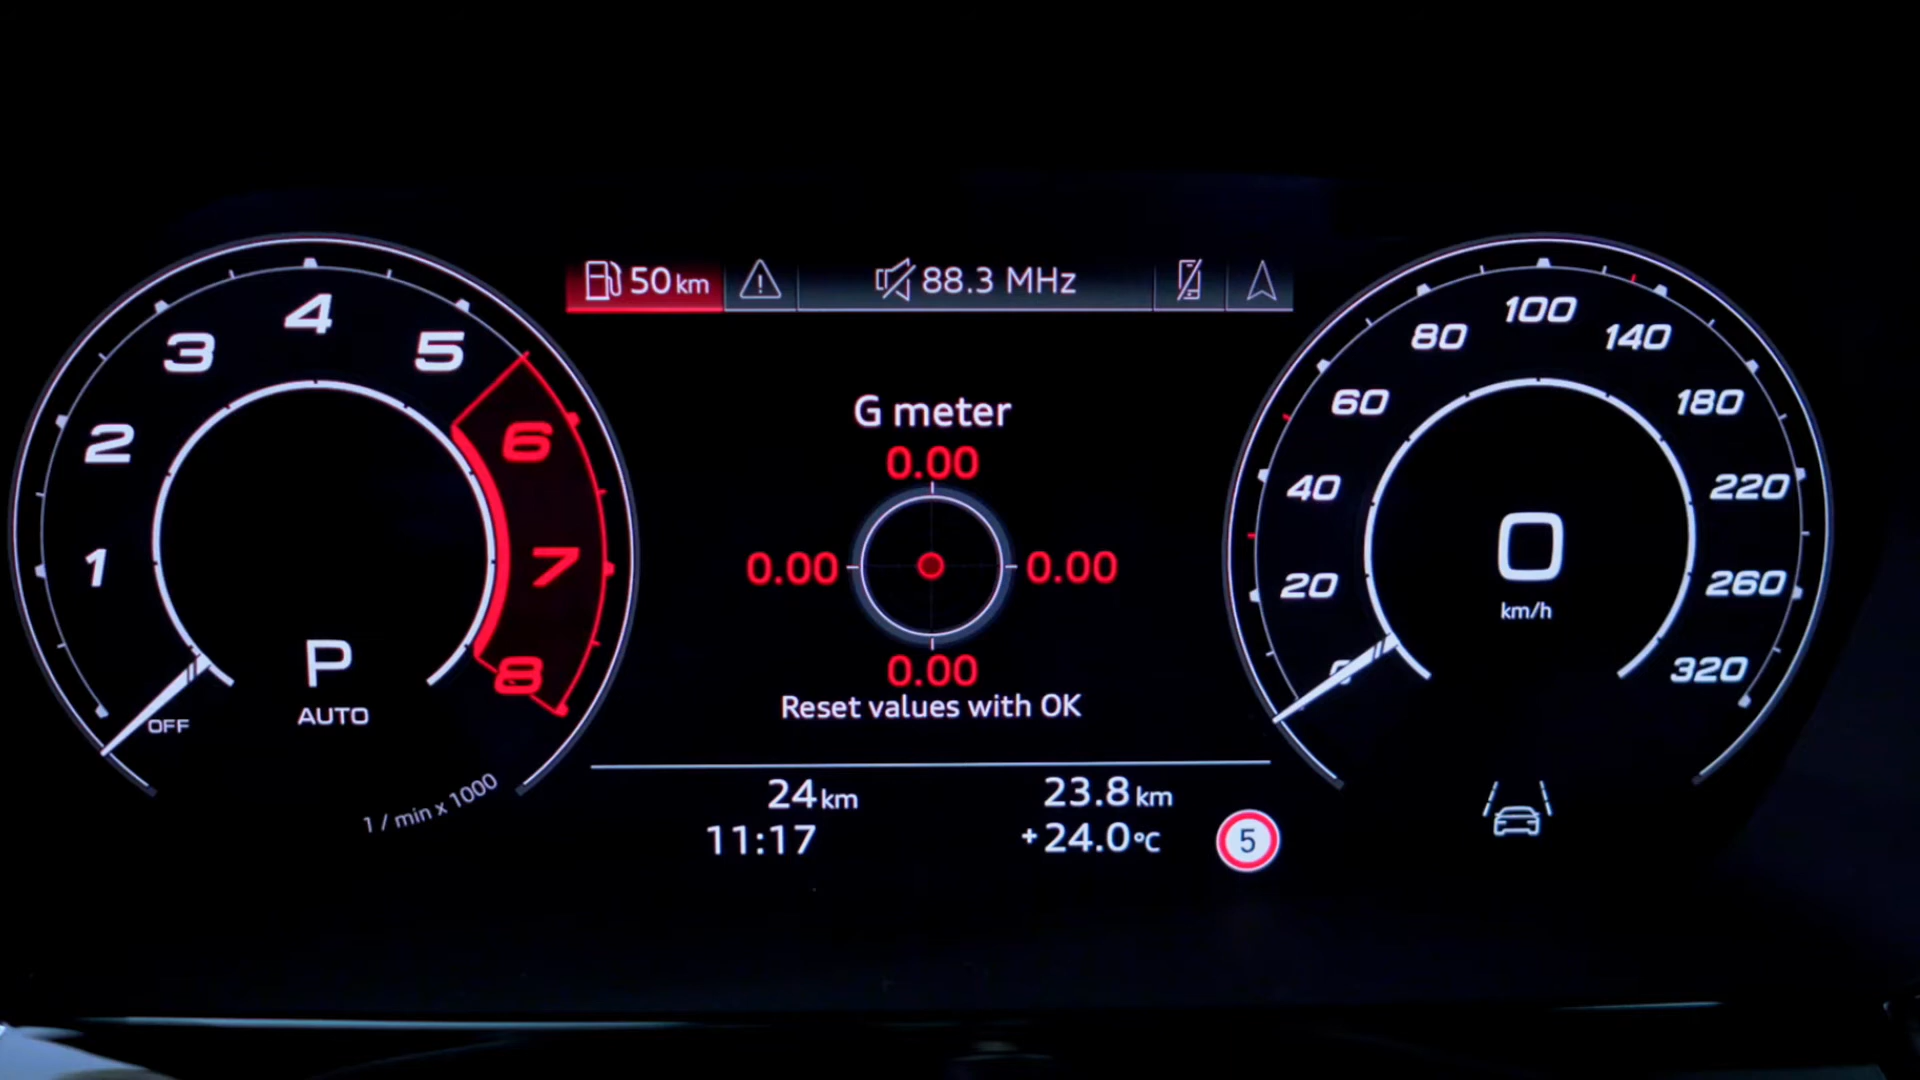 50 km
88.3 MHz
1
2
3
4
5
6
7
8
OFF
P
AUTO
1 / min x 1000
G meter
0.00
0.00
0.00
0.00
Reset values with OK
24 km
23.8 km
11:17
+24.0 °C
5
20
40
60
80
100
140
180
220
260
320
0
km/h